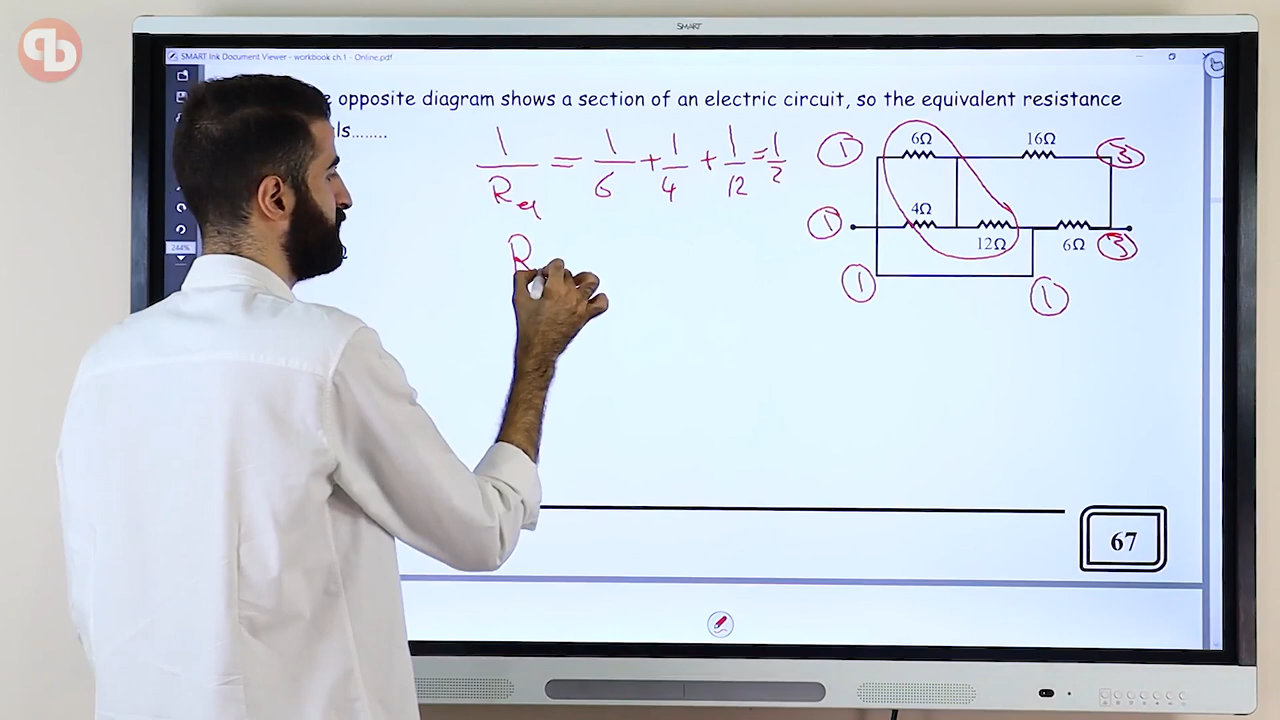 pb
SMART
SMART Ink Document Viewer - workbook ch.1 - Online.pdf
opposite diagram shows a section of an electric circuit, so the equivalent resistance
ls........
1/Req = 1/6 + 1/4 + 1/12 = 1/2
R
244%
1 6Ω 16Ω 3
1 4Ω 12Ω 6Ω 3
1 1
67